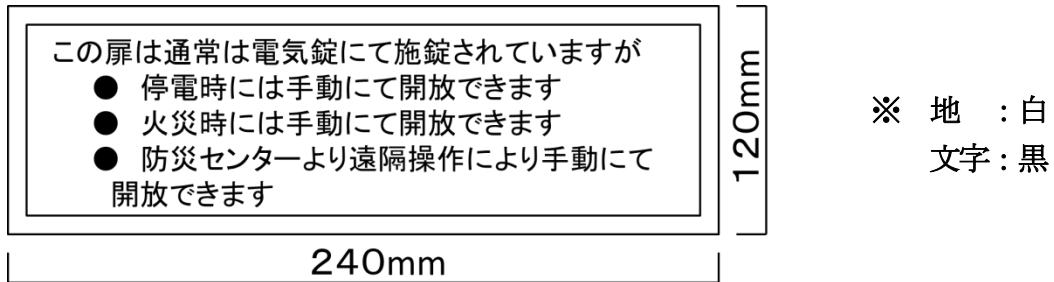 この扉は通常は電気錠にて施錠されていますが
● 停電時には手動にて開放できます
● 火災時には手動にて開放できます
● 防災センターより遠隔操作により手動にて
開放できます
120mm
240mm
※ 地 :白
文字:黒